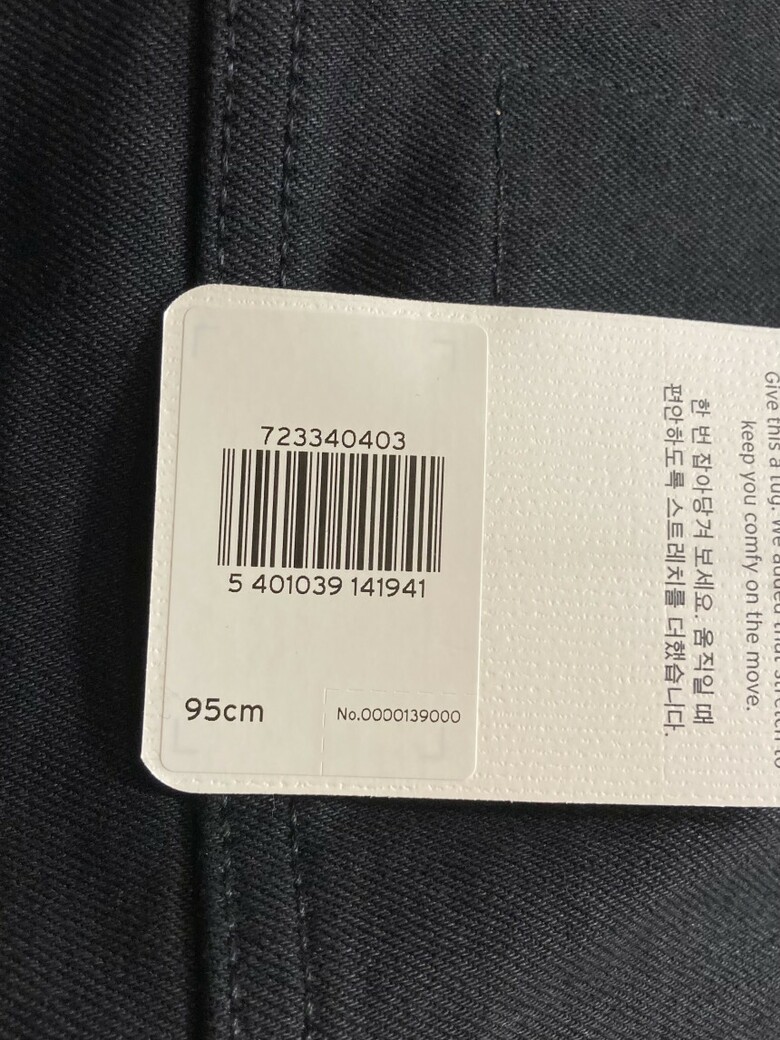 723340403
5 401039 141941
95cm
No.0000139000
Give this a tug. We added that stretch to
keep you comfy on the move.
한 번 잡아당겨 보세요. 움직일 때
편안하도록 스트레치를 더했습니다.